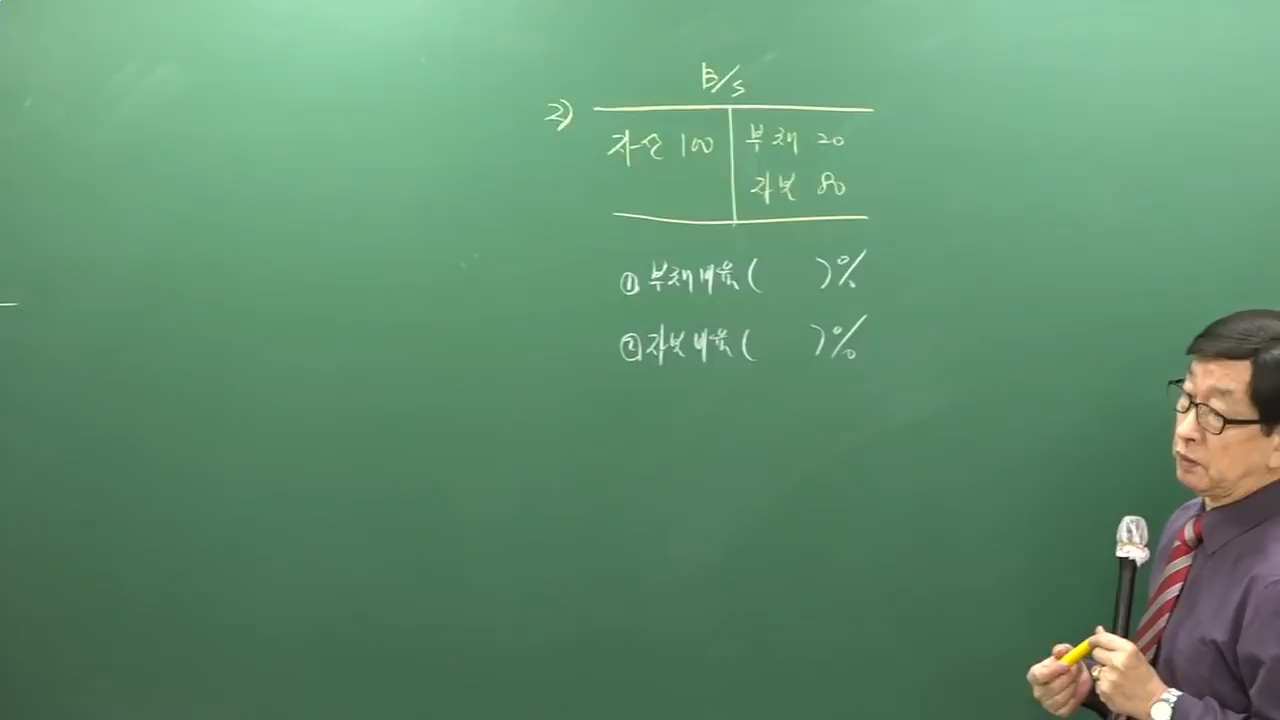 B/S
2)
자산 100 부채 20
자본 80
① 부채비율 ( ) %
② 자본비율 ( ) %